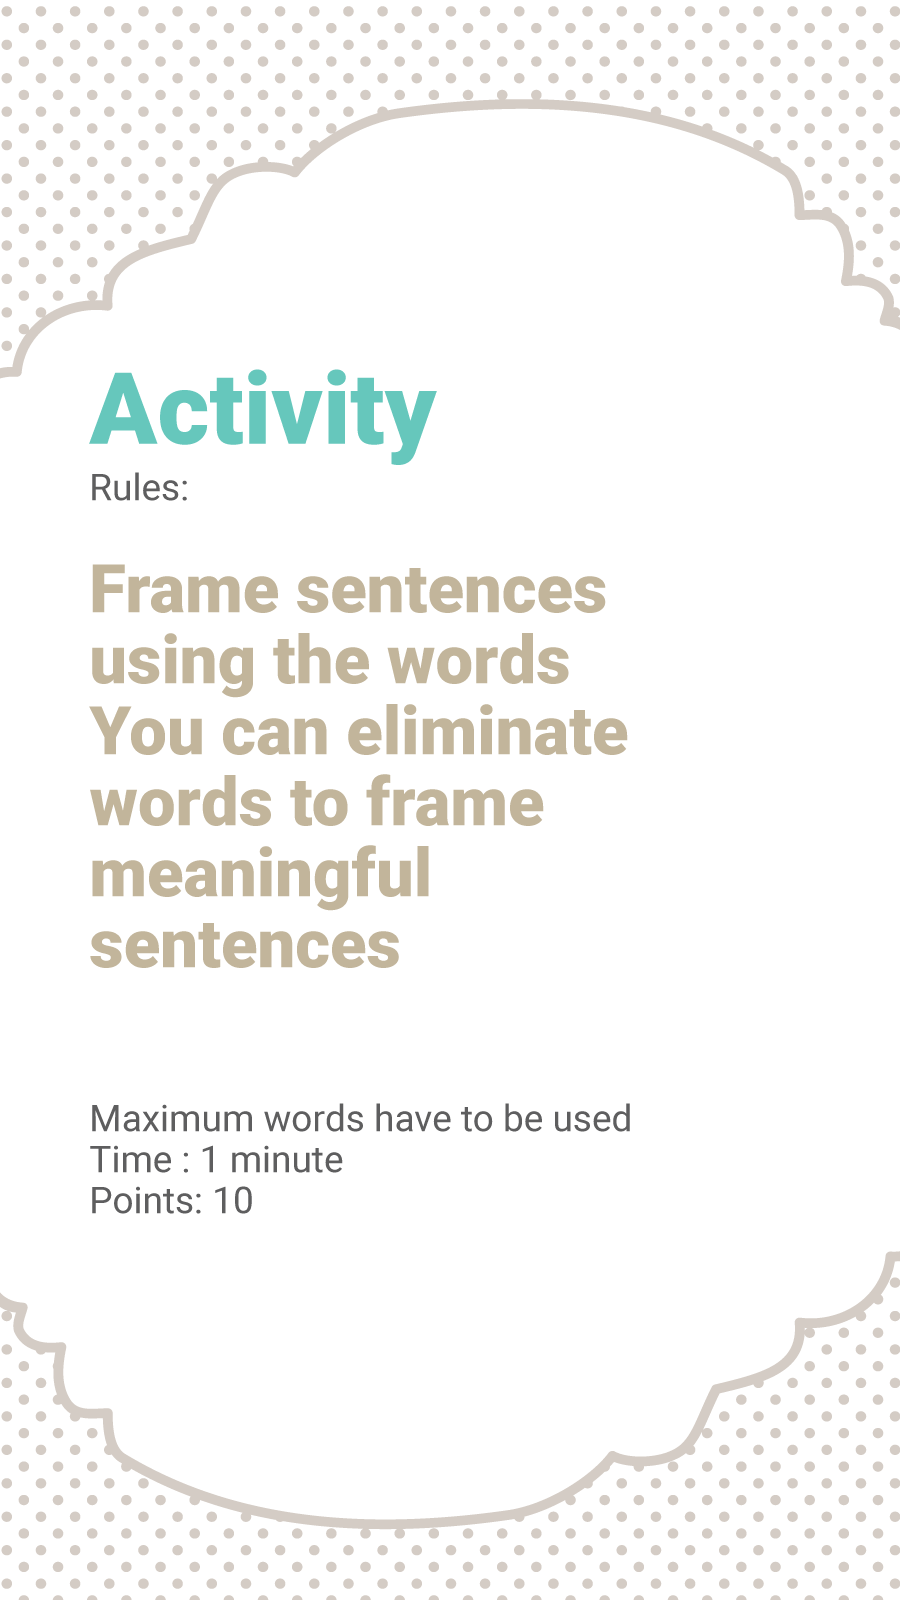 Activity
Rules:
Frame sentences
using the words
You can eliminate
words to frame
meaningful
sentences
Maximum words have to be used
Time : 1 minute
Points: 10